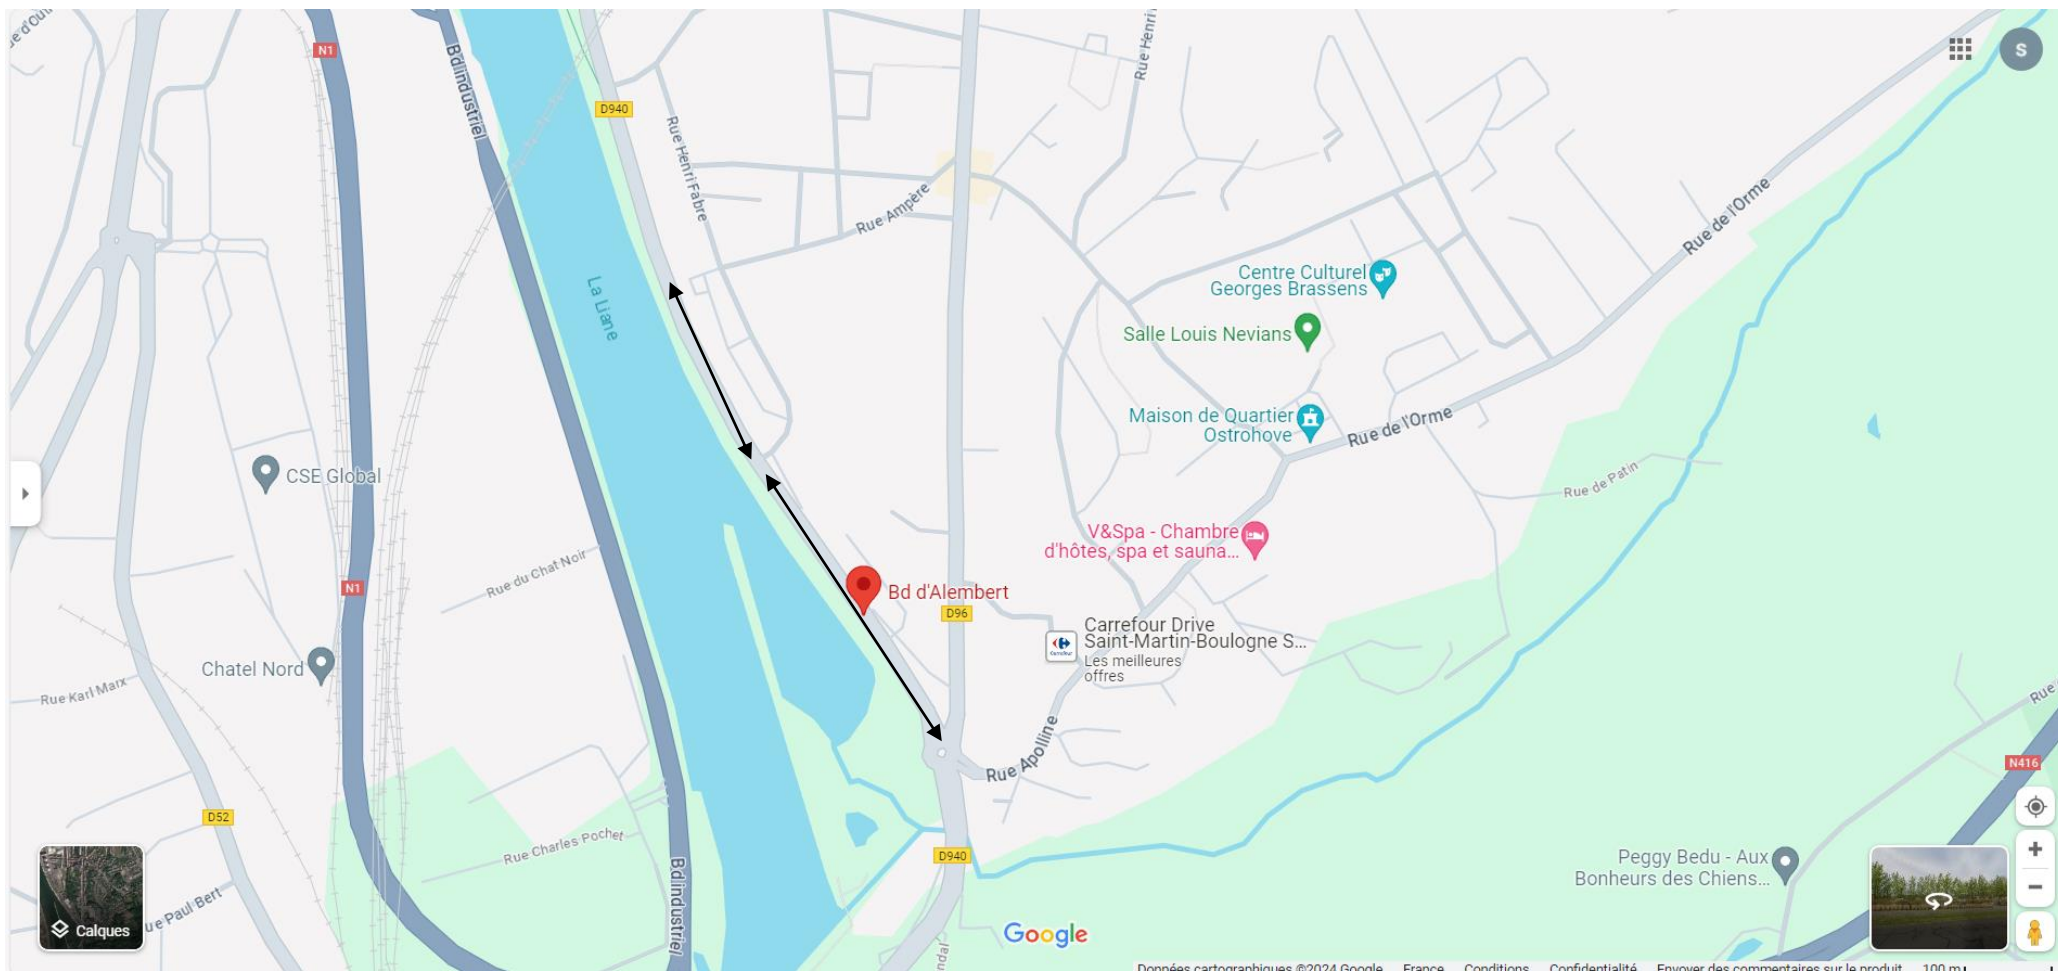 e d'Out
N1
Bd Industriel
D940
Rue Henri
S
Rue Henri Fabre
Rue Ampère
Rue de l'Orme
La Liane
Centre Culturel
Georges Brassens
Salle Louis Nevians
Maison de Quartier
Ostrohove
Rue de l'Orme
CSE Global
Rue de Patin
V&Spa - Chambre
d'hôtes, spa et sauna...
Rue du Chat Noir
N1
Bd d'Alembert
D96
Carrefour Drive
Saint-Martin-Boulogne S...
Les meilleures
offres
Chatel Nord
Rue Karl Marx
Rue
Rue Apolline
N416
D52
Rue Charles Pochet
D940
Bd Industriel
Peggy Bedu - Aux
Bonheurs des Chiens...
ue Paul Bert
Calques
Google
ndal
Données cartographiques ©2024 Google France Conditions Confidentialité Envoyer des commentaires sur le produit 100 m